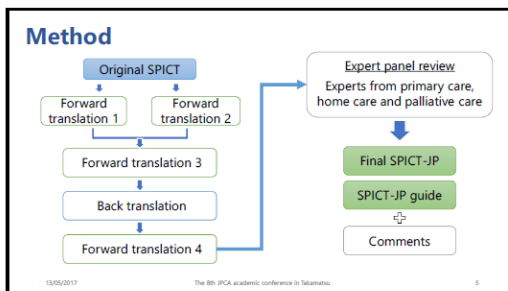 Method
Original SPICT
Forward
translation 1
Forward
translation 2
Forward translation 3
Back translation
Forward translation 4
Expert panel review
Experts from primary care,
home care and palliative care
Final SPICT-JP
SPICT-JP guide
Comments
13/05/2017
The 8th JPCA academic conference in Takamatsu
5